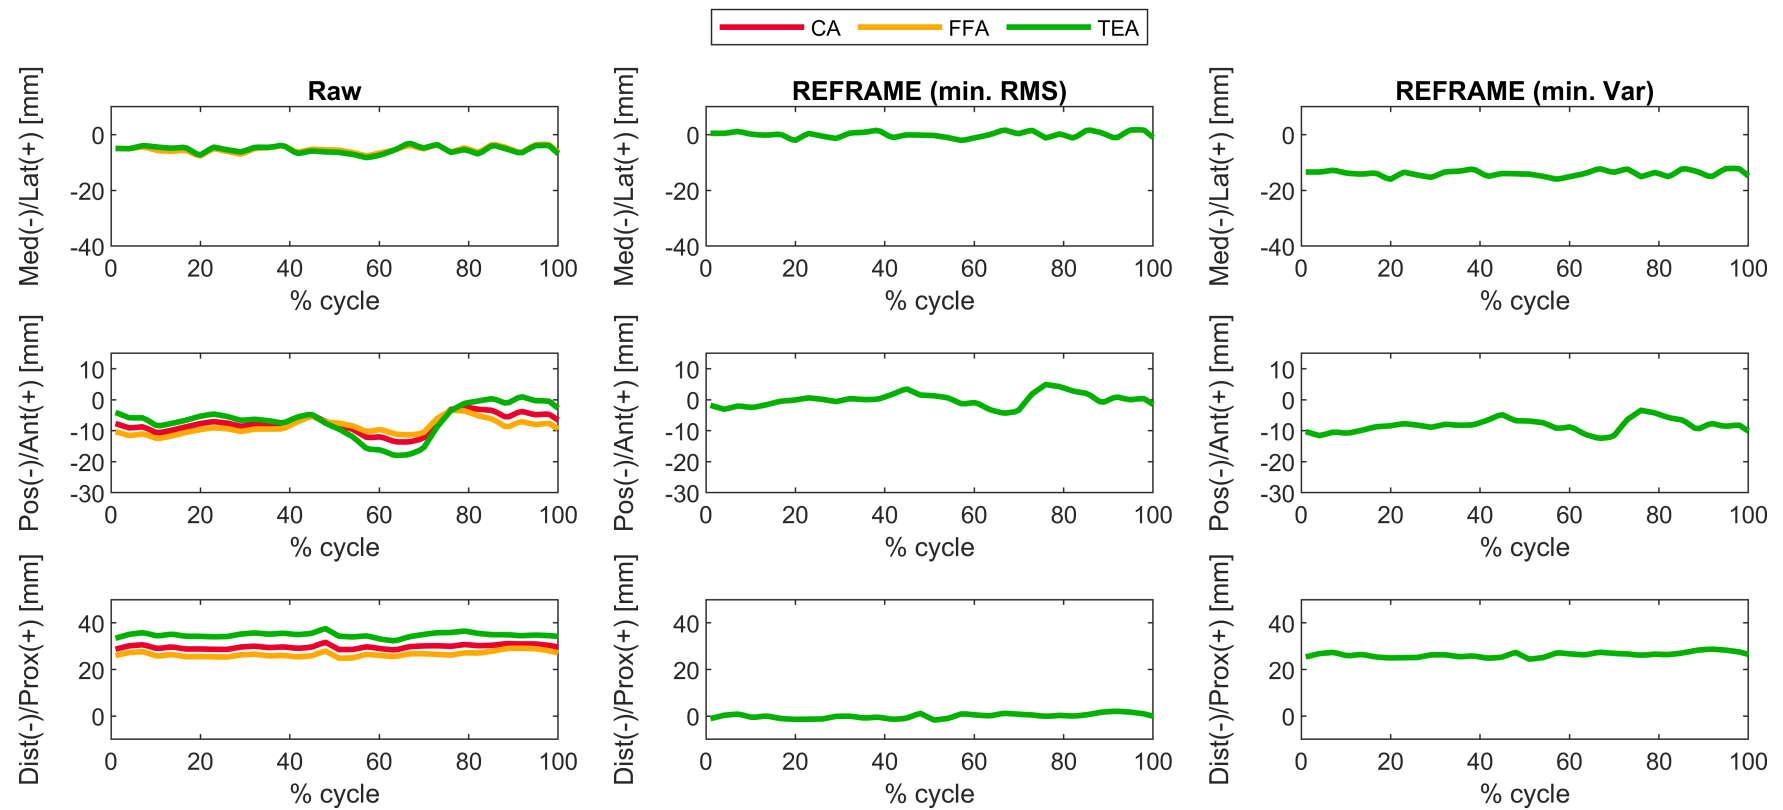 CA FFA TEA
Raw REFRAME (min. RMS) REFRAME (min. Var)
Med(-)/Lat(+) [mm] Med(-)/Lat(+) [mm] Med(-)/Lat(+) [mm]
0 0 0
-20 -20 -20
-40 -40 -40
0 20 40 60 80 100 0 20 40 60 80 100 0 20 40 60 80 100
% cycle % cycle % cycle
Pos(-)/Ant(+) [mm] Pos(-)/Ant(+) [mm] Pos(-)/Ant(+) [mm]
10 10 10
0 0 0
-10 -10 -10
-20 -20 -20
-30 -30 -30
0 20 40 60 80 100 0 20 40 60 80 100 0 20 40 60 80 100
% cycle % cycle % cycle
Dist(-)/Prox(+) [mm] Dist(-)/Prox(+) [mm] Dist(-)/Prox(+) [mm]
40 40 40
20 20 20
0 0 0
0 20 40 60 80 100 0 20 40 60 80 100 0 20 40 60 80 100
% cycle % cycle % cycle